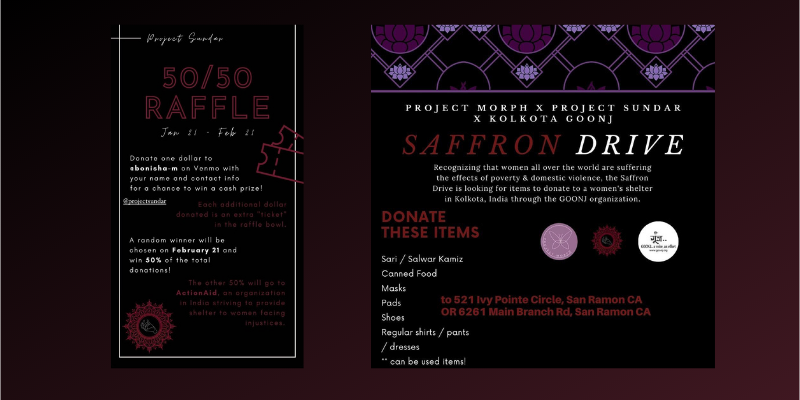 Project Sundar
50/50
RAFFLE
Jan 21 - Feb 21
Donate one dollar to
@bonisha-m on Venmo with
your name and contact info
for a chance to win a cash prize!
@projectsundar
Each additional dollar
donated is an extra "ticket"
in the raffle bowl.
A random winner will be
chosen on February 21 and
win 50% of the total
donations!
The other 50% will go to
ActionAid, an organization
in India striving to provide
shelter to women facing
injustices.
PROJECT MORPH X PROJECT SUNDAR
X KOLKOTA GOONJ
SAFFRON DRIVE
Recognizing that women all over the world are suffering
the effects of poverty & domestic violence, the Saffron
Drive is looking for items to donate to a women's shelter
in Kolkota, India through the GOONJ organization.
DONATE
THESE ITEMS
Sari / Salwar Kamiz
Canned Food
Masks
Pads
Shoes
Regular shirts / pants
/ dresses
** can be used items!
to 521 Ivy Pointe Circle, San Ramon CA
OR 6261 Main Branch Rd, San Ramon CA